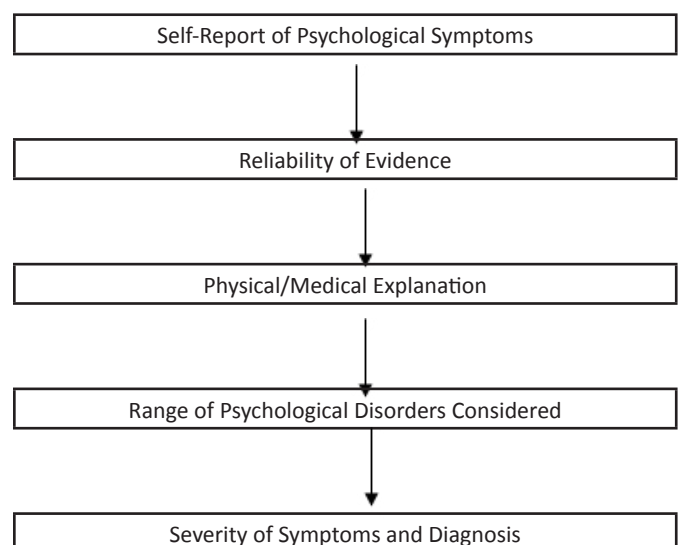 Self-Report of Psychological Symptoms
Reliability of Evidence
Physical/Medical Explanation
Range of Psychological Disorders Considered
Severity of Symptoms and Diagnosis